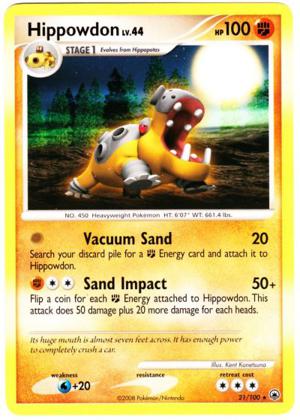 Hippowdon LV.44
HP 100
STAGE 1 Evolves from Hippopotas
NO. 450 Heavyweight Pokémon HT: 6'07" WT: 661.4 lbs.
Vacuum Sand 20
Search your discard pile for a Energy card and attach it to
Hippowdon.
Sand Impact 50+
Flip a coin for each Energy attached to Hippowdon. This
attack does 50 damage plus 20 more for each heads.
Illus. Kent Kanetsuna
Its huge mouth is almost seven feet across. It has enough power
to completely crush a car.
weakness resistance retreat cost
+20
©2008 Pokémon/Nintendo
21/100